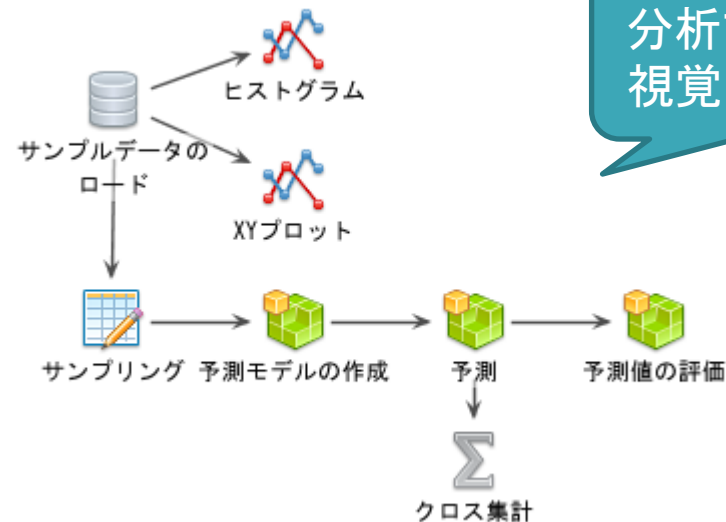 分析
視覚
ヒストグラム
サンプルデータの
ロード
XYプロット
サンプリング
予測モデルの作成
予測
予測値の評価
クロス集計